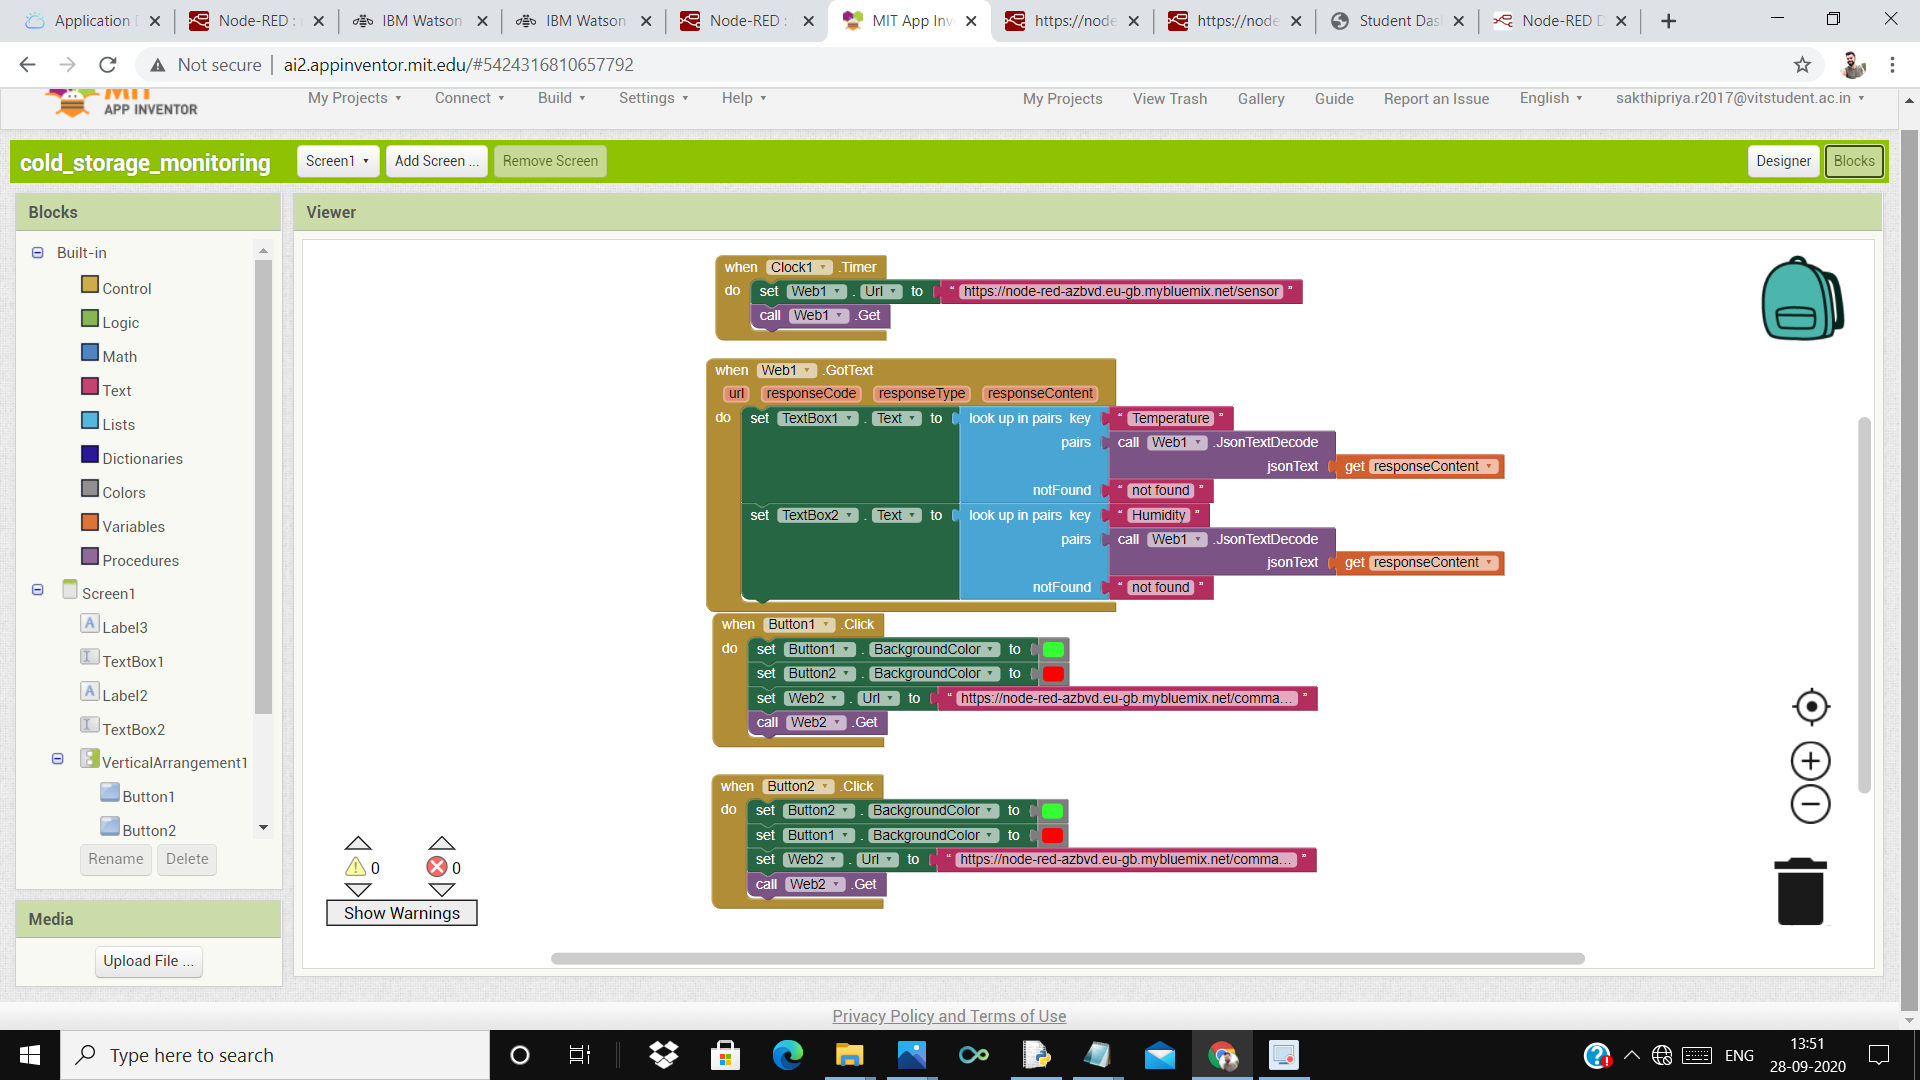 Application D
Node-RED :
IBM Watson
IBM Watson
Node-RED :
MIT App Inv
https://node
https://node
Student Das
Node-RED D
Not secure
ai2.appinventor.mit.edu/#5424316810657792
MIT
APP INVENTOR
My Projects
Connect
Build
Settings
Help
My Projects
View Trash
Gallery
Guide
Report an Issue
English
sakthipriya.r2017@vitstudent.ac.in
cold_storage_monitoring
Screen1
Add Screen ...
Remove Screen
Designer
Blocks
Blocks
Built-in
Control
Logic
Math
Text
Lists
Dictionaries
Colors
Variables
Procedures
Screen1
Label3
TextBox1
Label2
TextBox2
VerticalArrangement1
Button1
Button2
Rename
Delete
Media
Upload File ...
Viewer
when Clock1 .Timer
do set Web1 . Url to " https://node-red-azbvd.eu-gb.mybluemix.net/sensor "
call Web1 .Get
when Web1 .GotText
url responseCode responseType responseContent
do set TextBox1 . Text to look up in pairs key " Temperature "
pairs call Web1 .JsonTextDecode
jsonText get responseContent
notFound " not found "
set TextBox2 . Text to look up in pairs key " Humidity "
pairs call Web1 .JsonTextDecode
jsonText get responseContent
notFound " not found "
when Button1 .Click
do set Button1 . BackgroundColor to
set Button2 . BackgroundColor to
set Web2 . Url to " https://node-red-azbvd.eu-gb.mybluemix.net/comma... "
call Web2 .Get
when Button2 .Click
do set Button2 . BackgroundColor to
set Button1 . BackgroundColor to
set Web2 . Url to " https://node-red-azbvd.eu-gb.mybluemix.net/comma... "
call Web2 .Get
0
0
Show Warnings
Privacy Policy and Terms of Use
Type here to search
ENG
13:51
28-09-2020